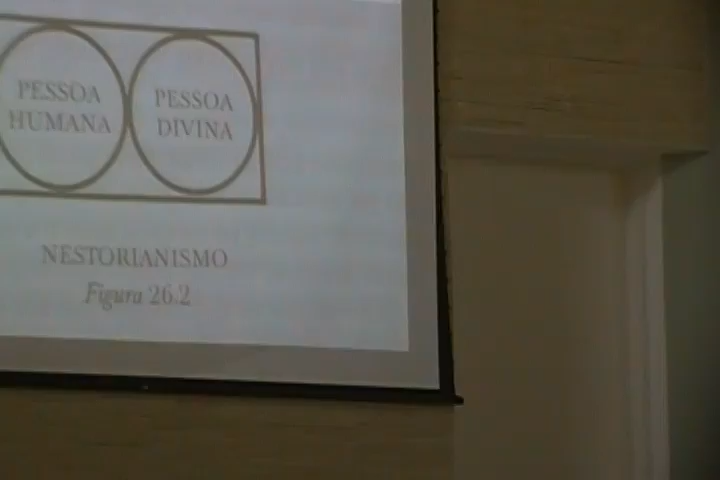 PESSOA
HUMANA
PESSOA
DIVINA
NESTORIANISMO
Figura 26.2